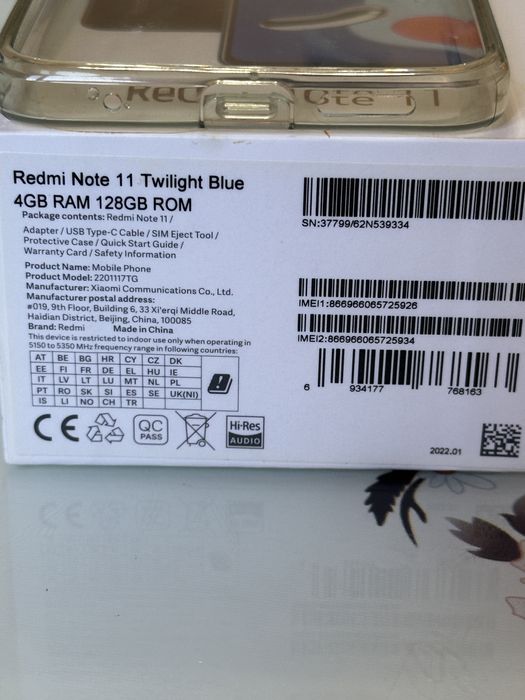 Redmi Note 11
Redmi Note 11 Twilight Blue
4GB RAM 128GB ROM
Package contents: Redmi Note 11 /
Adapter / USB Type-C Cable / SIM Eject Tool /
Protective Case / Quick Start Guide /
Warranty Card / Safety Information
Product Name: Mobile Phone
Product Model: 2201117TG
Manufacturer: Xiaomi Communications Co., Ltd.
Manufacturer postal address:
#019, 9th Floor, Building 6, 33 Xi'erqi Middle Road,
Haidian District, Beijing, China, 100085
Brand: Redmi Made in China
This device is restricted to indoor use only when operating in
5150 to 5350 MHz frequency range in following countries:
AT BE BG HR CY CZ DK
EE FI FR DE EL HU IE
IT LV LT LU MT NL PL
PT RO SK SI ES SE UK(NI)
IS LI NO CH TR
CE QC PASS Hi-Res AUDIO
SN:37799/62N539334
IMEI1:866966065725926
IMEI2:866966065725934
6 934177 768163
2022.01